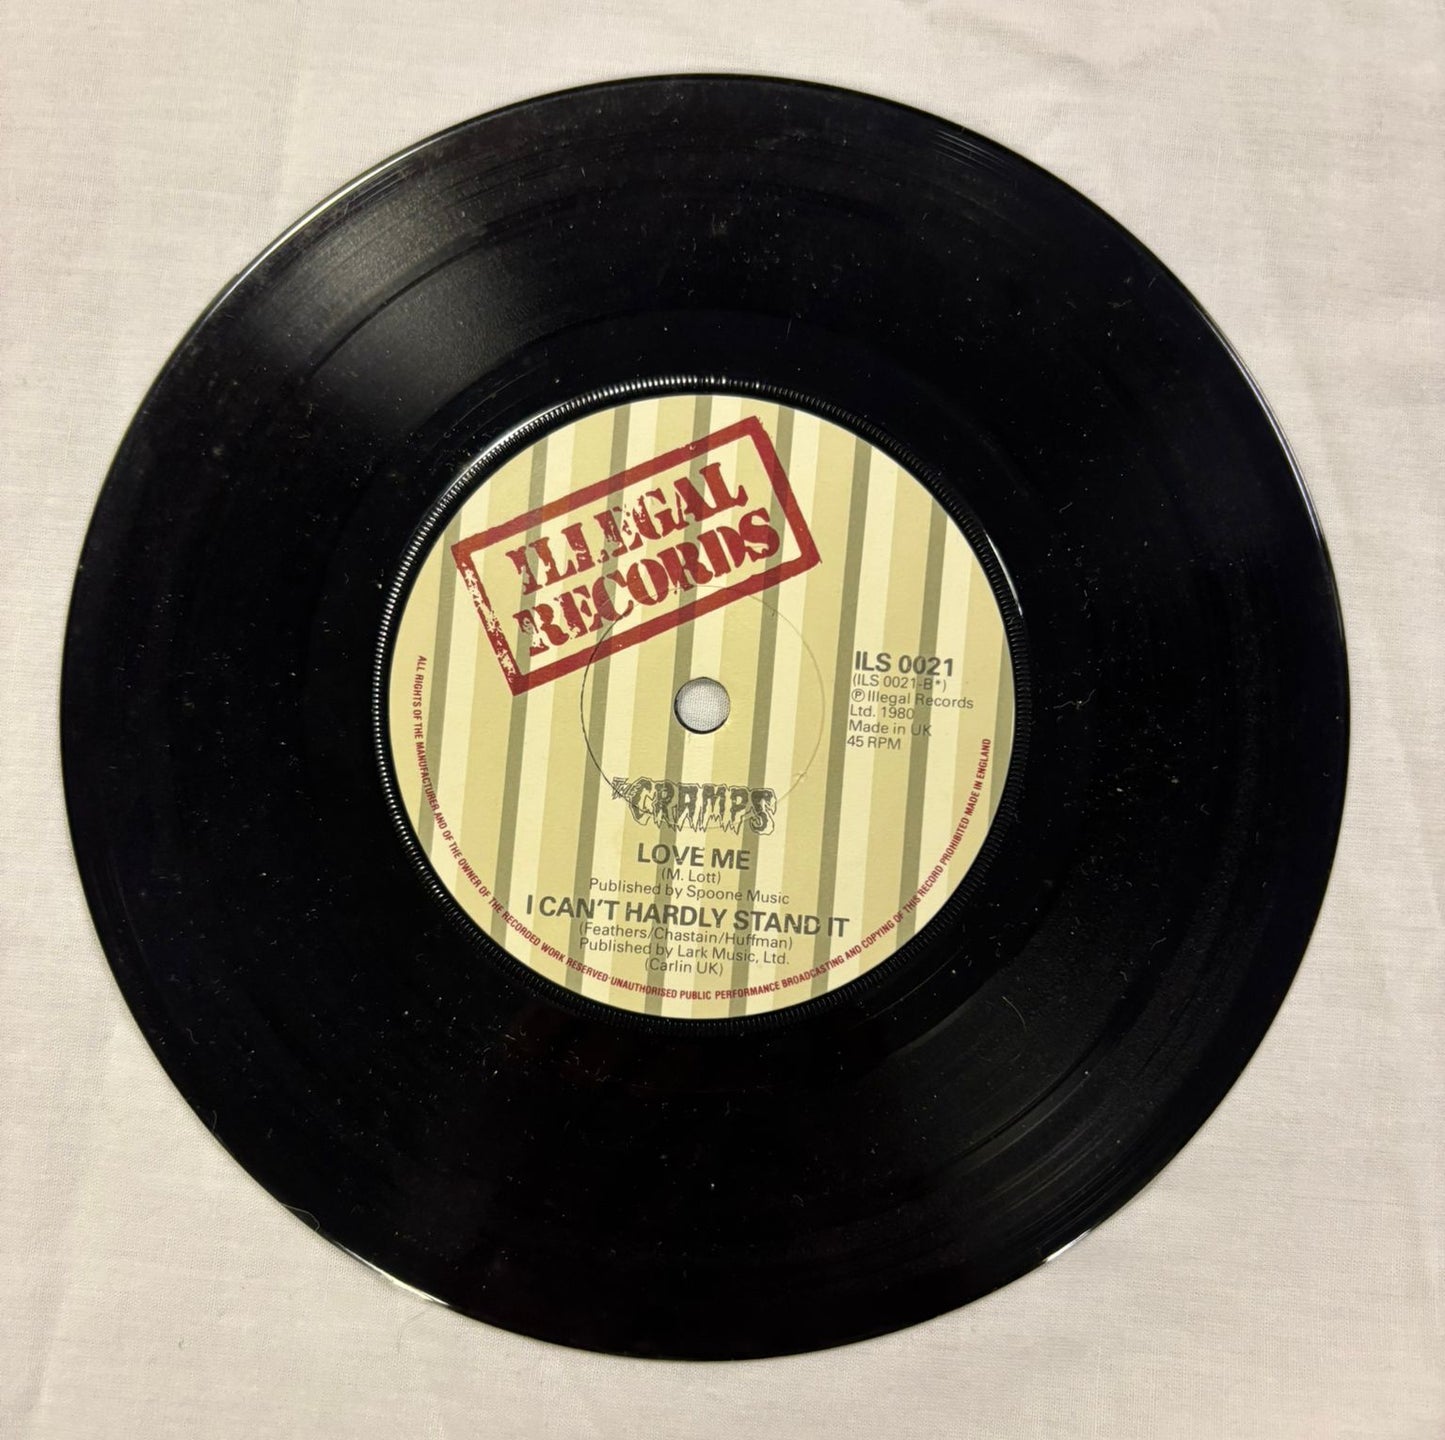 ILLEGAL
RECORDS
ILS 0021
(ILS 0021-B*)
Ⓟ Illegal Records
Ltd. 1980
Made in UK
45 RPM
THE CRAMPS
LOVE ME
(M. Lott)
Published by Spoone Music
I CAN'T HARDLY STAND IT
(Feathers/Chastain/Huffman)
Published by Lark Music, Ltd.
(Carlin UK)
ALL RIGHTS OF THE MANUFACTURER AND OF THE OWNER OF THE RECORDED WORK RESERVED·UNAUTHORISED PUBLIC PERFORMANCE BROADCASTING AND COPYING OF THIS RECORD PROHIBITED MADE IN ENGLAND